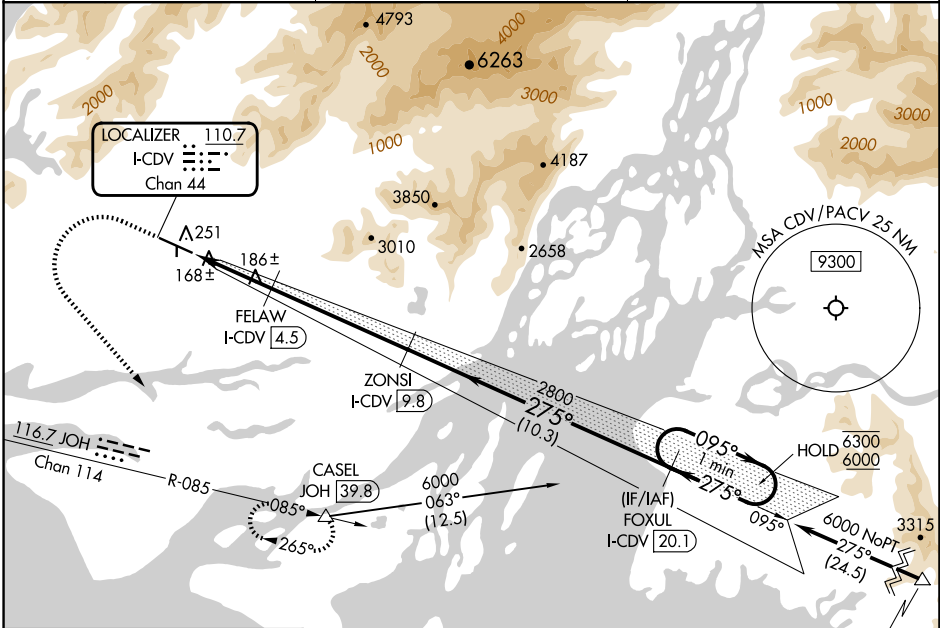 4793
4000
2000
6263
2000
3000
1000
3000
1000
2000
LOCALIZER 110.7
I-CDV
Chan 44
4187
3850
3010
2658
251
186±
168±
MSA CDV/PACV 25 NM
9300
FELAW
I-CDV 4.5
ZONSI
I-CDV 9.8
2800
275°
(10.3)
095°
1 min
275°
HOLD 6300
6000
116.7 JOH
Chan 114
R-085
085°
265°
CASEL
JOH 39.8
6000
063°
(12.5)
(IF/IAF)
FOXUL
I-CDV 20.1
095°
6000 NoPT
275°
(24.5)
3315
N